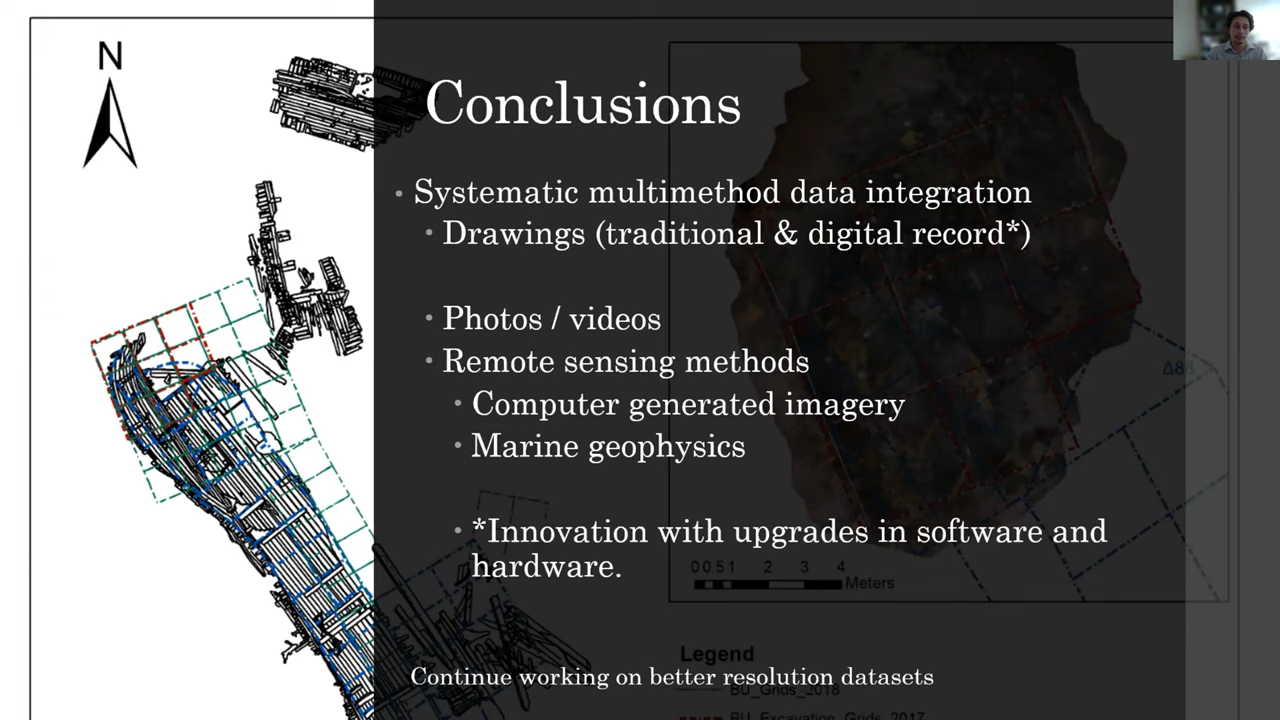 N
Conclusions
• Systematic multimethod data integration
• Drawings (traditional & digital record*)
• Photos / videos
• Remote sensing methods
• Computer generated imagery
• Marine geophysics
• *Innovation with upgrades in software and
hardware.
0 0.5 1 2 3 4
Meters
Legend
Continue working on better resolution datasets
BU_Grids_2018
BU_Excavation_Grids_2017